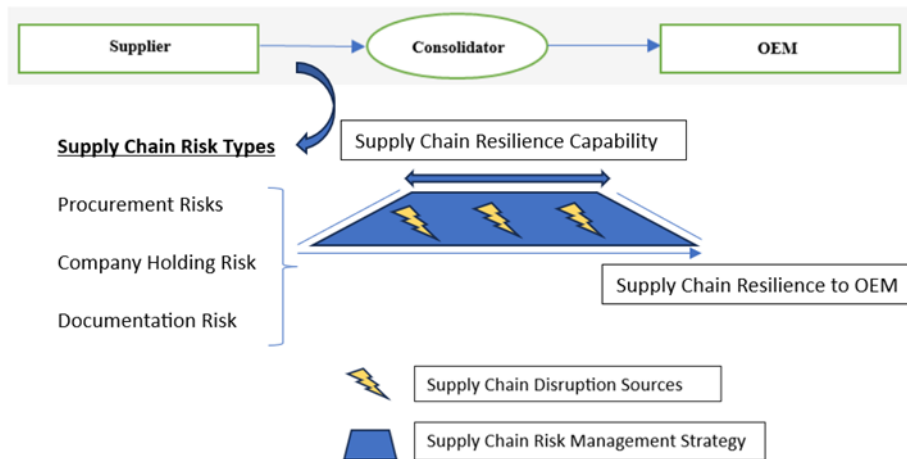 Supplier
Consolidator
OEM
Supply Chain Risk Types
Supply Chain Resilience Capability
Procurement Risks
Company Holding Risk
Documentation Risk
Supply Chain Resilience to OEM
Supply Chain Disruption Sources
Supply Chain Risk Management Strategy